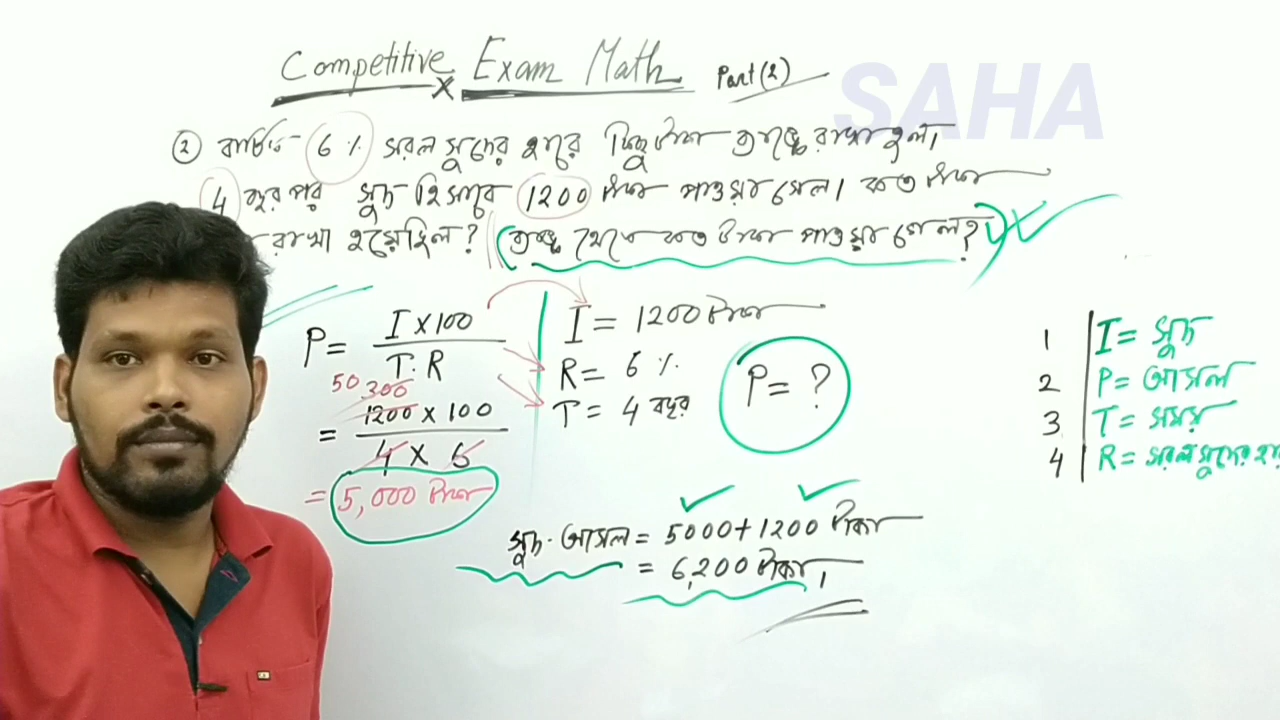 Competitive Exam Math Part (2)
SAHA
② বার্ষিক 6 % সরল সুদের হারে কিছু টাকা ব্যাঙ্কে রাখা হল।
4 বছর পর সুদ হিসাবে 1200 টাকা পাওয়া গেল। কত টাকা
রাখা হয়েছিল? (ব্যাঙ্ক থেকে কত টাকা পাওয়া গেল?)
P = I × 100 / T. R
I = 1200 টাকা
R = 6 %.
T = 4 বছর
P = ?
50 300
= 1200 × 100 / 4 × 6
= 5,000 টাকা
সুদ-আসল = 5000 + 1200 টাকা
= 6,200 টাকা।
1 I = সুদ
2 P = আসল
3 T = সময়
4 R = সরল সুদের হার